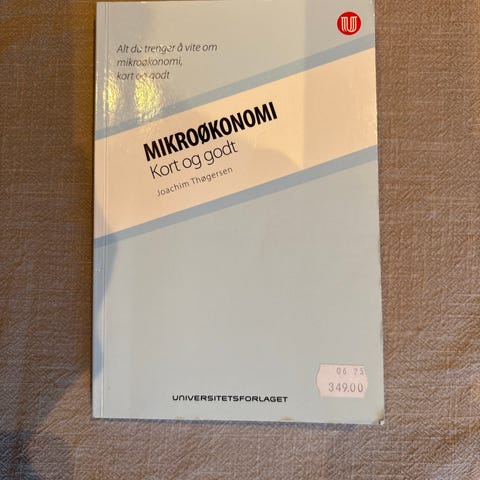 Alt du trenger å vite om
mikroøkonomi,
kort og godt
MIKROØKONOMI
Kort og godt
Joachim Thøgersen
06 25
349.00
UNIVERSITETSFORLAGET